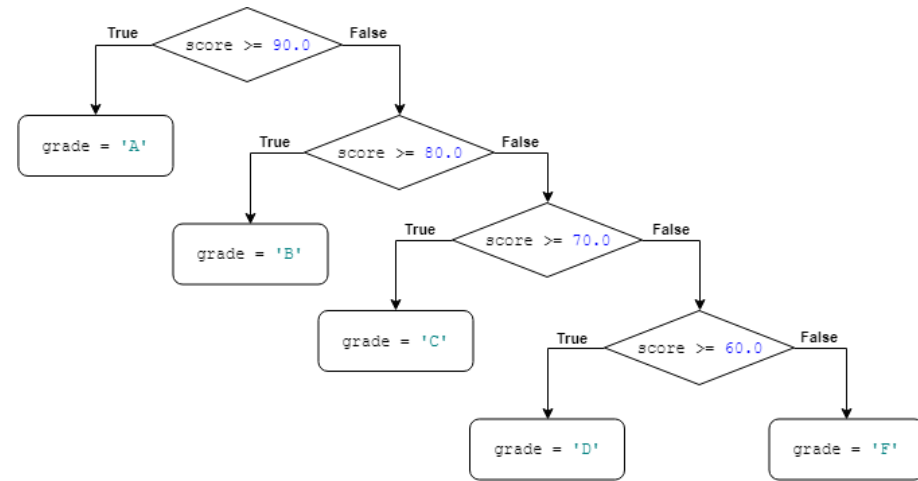 True
score >= 90.0
False
grade = 'A'
True
score >= 80.0
False
grade = 'B'
True
score >= 70.0
False
grade = 'C'
True
score >= 60.0
False
grade = 'D'
grade = 'F'